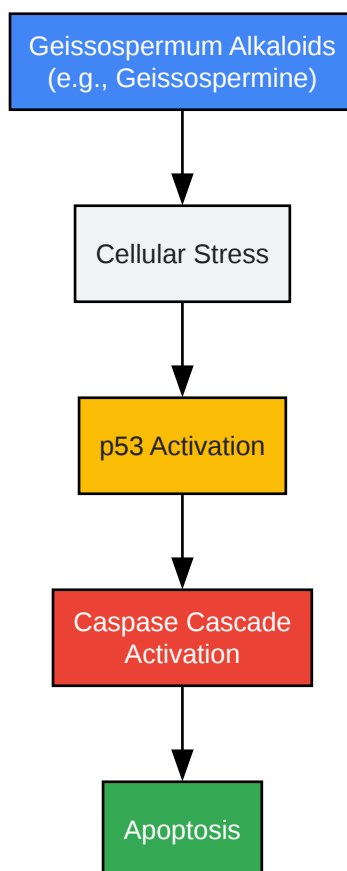 Geissospermum Alkaloids
(e.g., Geissospermine)
Cellular Stress
p53 Activation
Caspase Cascade
Activation
Apoptosis